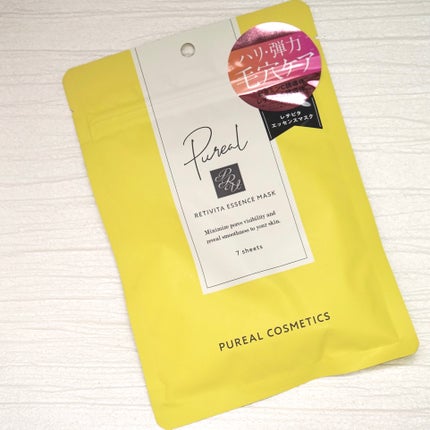 ハリ・弾力
毛穴ケア
レチビタ
エッセンスマスク
Pureal
RETIVITA ESSENCE MASK
Minimize pores visibility and
reveal smoothness to your skin.
7 sheets
PUREAL COSMETICS